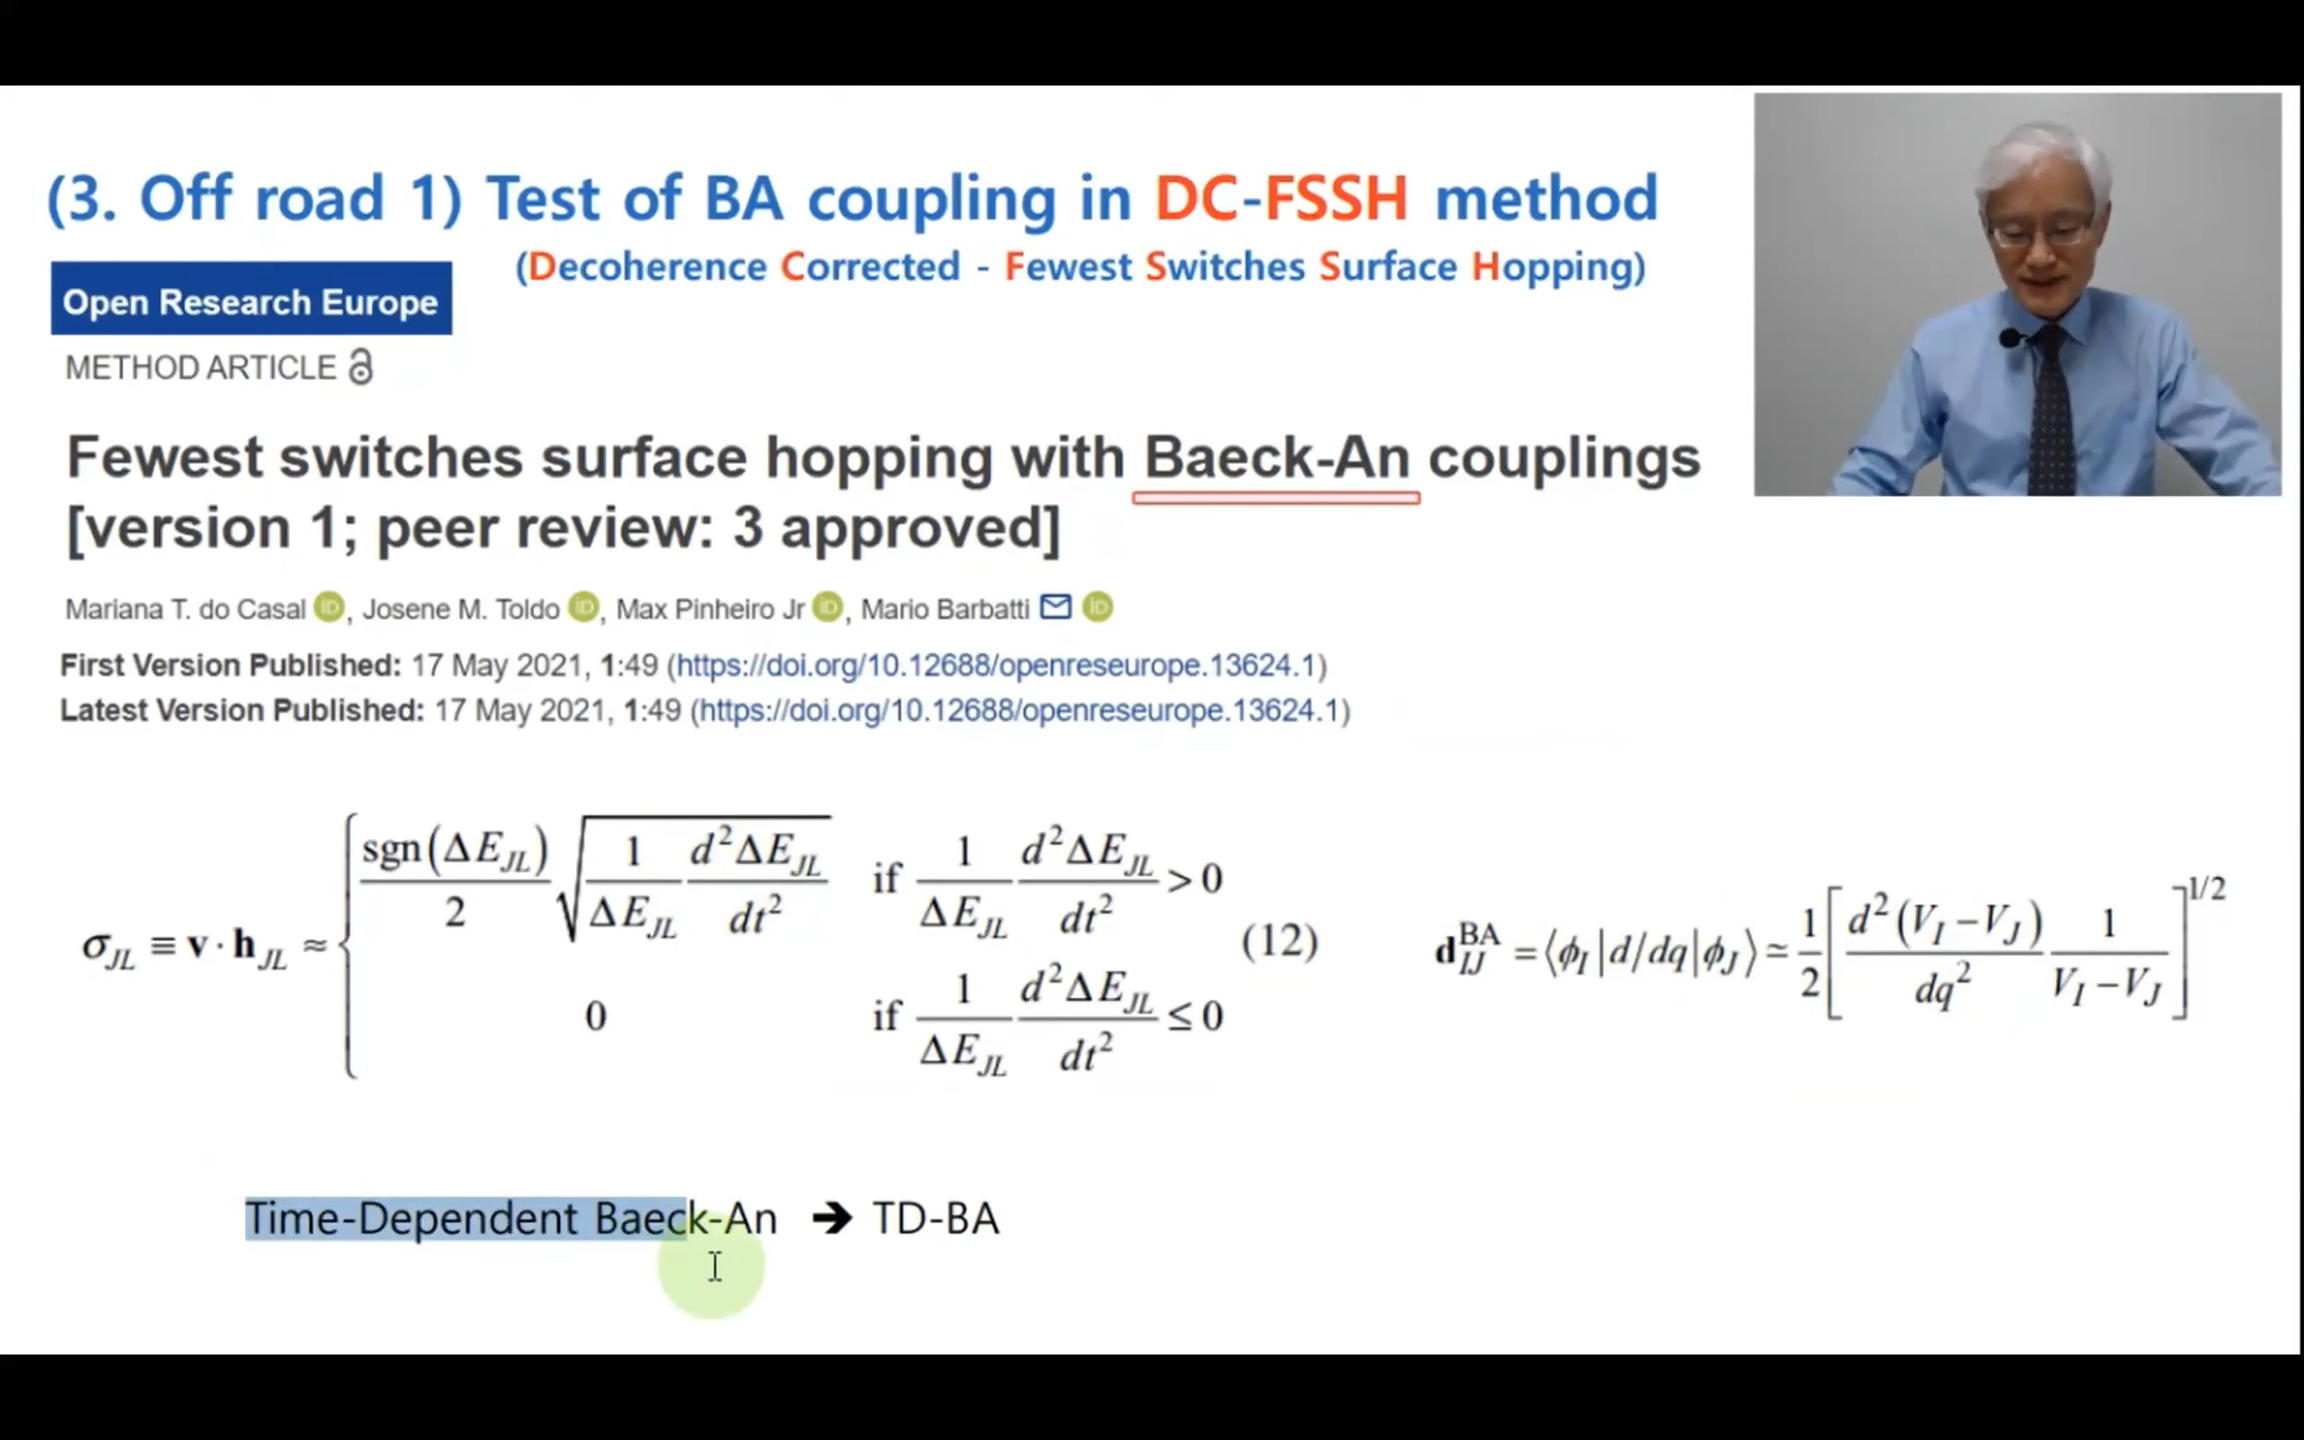 (3. Off road 1) Test of BA coupling in DC-FSSH method
(Decoherence Corrected - Fewest Switches Surface Hopping)
Open Research Europe
METHOD ARTICLE
Fewest switches surface hopping with Baeck-An couplings
[version 1; peer review: 3 approved]
Mariana T. do Casal iD, Josene M. Toldo iD, Max Pinheiro Jr iD, Mario Barbatti iD
First Version Published: 17 May 2021, 1:49 (https://doi.org/10.12688/openreseurope.13624.1)
Latest Version Published: 17 May 2021, 1:49 (https://doi.org/10.12688/openreseurope.13624.1)
σ_JL ≡ v · h_JL ≈ { sgn(ΔE_JL)/2 √(1/ΔE_JL d²ΔE_JL/dt²) if 1/ΔE_JL d²ΔE_JL/dt² > 0
0 if 1/ΔE_JL d²ΔE_JL/dt² ≤ 0 (12)
d_IJ^BA = ⟨ϕ_I|d/dq|ϕ_J⟩ ≃ 1/2 [d²(V_I − V_J)/dq² 1/(V_I − V_J)]^1/2
Time-Dependent Baeck-An ➔ TD-BA